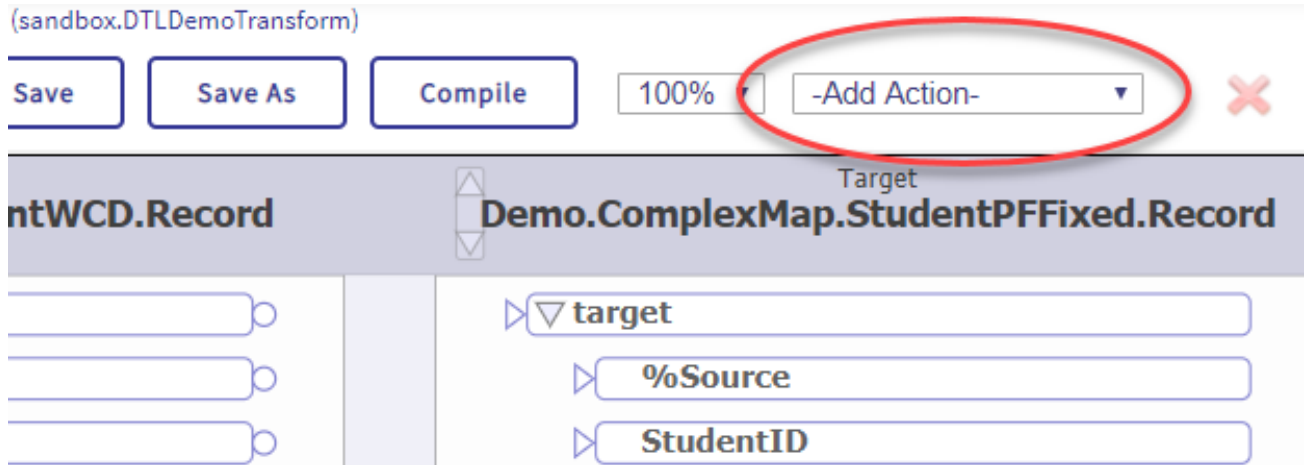 (sandbox.DTLDemoTransform)
Save Save As Compile 100% -Add Action-
Target
ntWCD.Record Demo.ComplexMap.StudentPFFixed.Record
target
%Source
StudentID